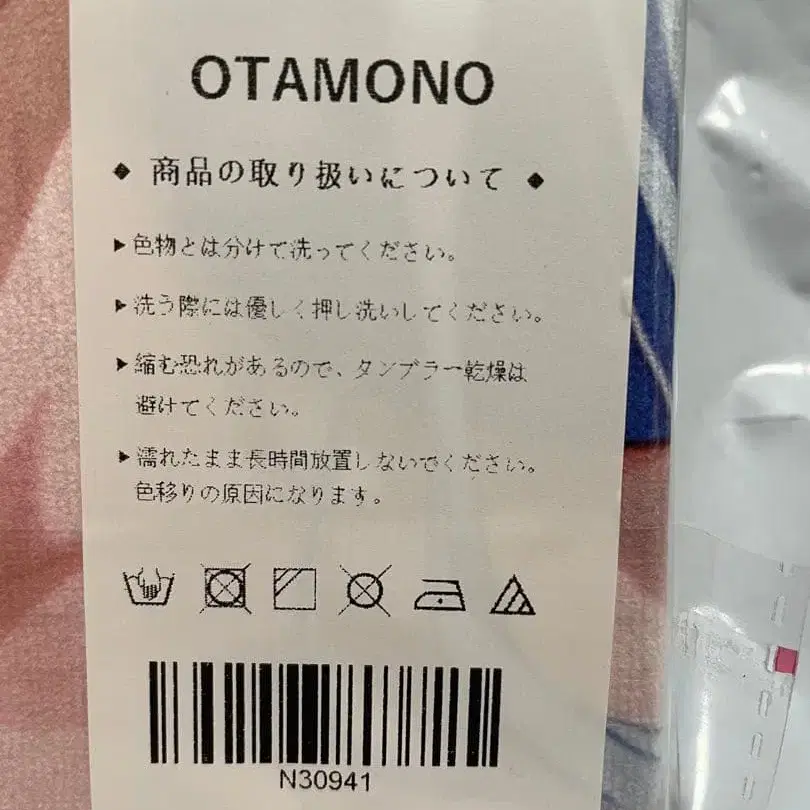 OTAMONO
◆ 商品の取り扱いについて ◆
▶色物とは分けて洗ってください。
▶洗う際には優しく押し洗いしてください。
▶縮む恐れがあるので、タンブラー乾燥は
避けてください。
▶濡れたまま長時間放置しないでください。
色移りの原因になります。
N30941